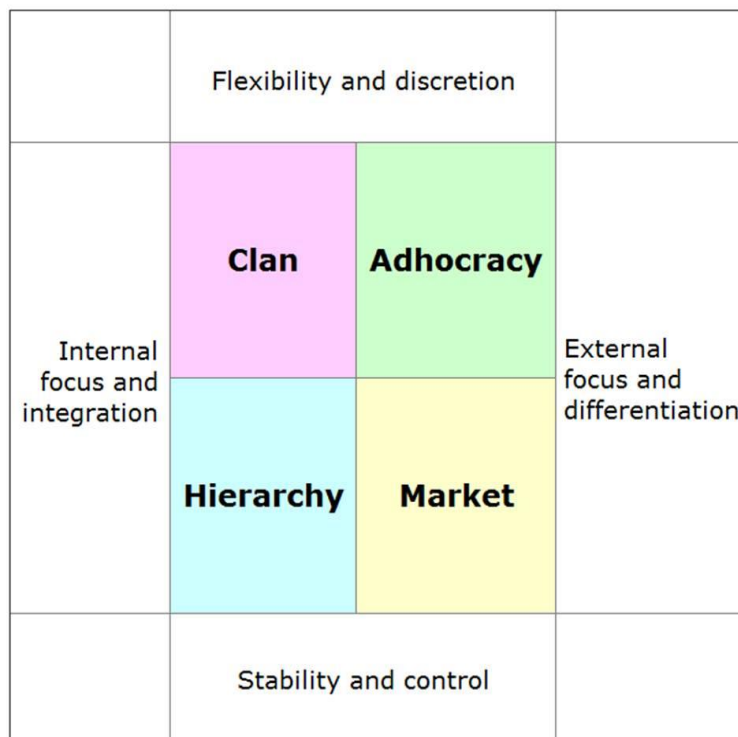 Flexibility and discretion
Clan
Adhocracy
Internal
focus and
integration
External
focus and
differentiation
Hierarchy
Market
Stability and control